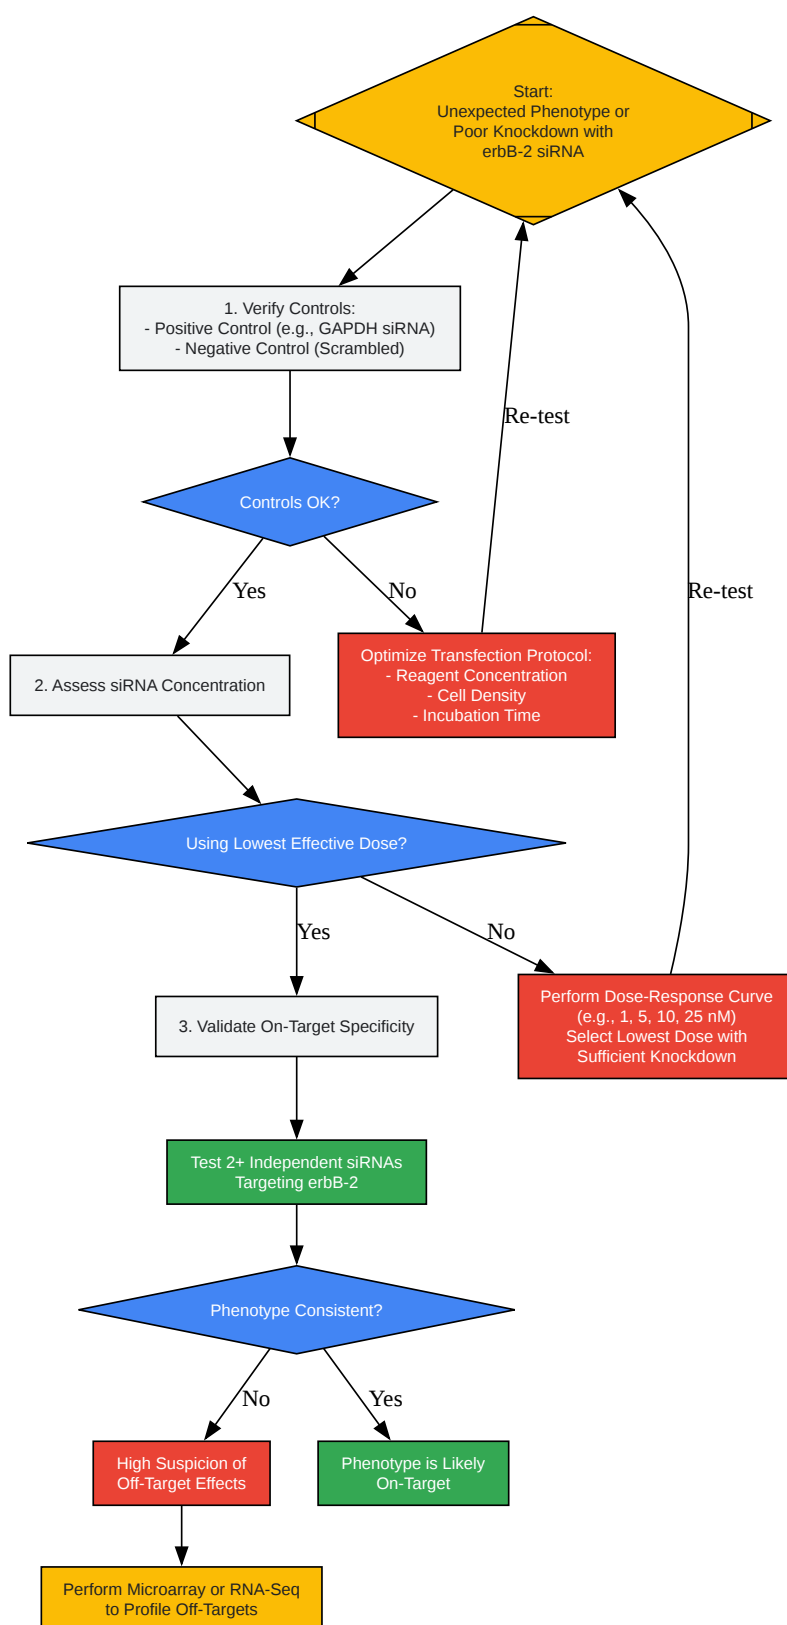 Start:
Unexpected Phenotype or
Poor Knockdown with
erbB-2 siRNA
1. Verify Controls:
- Positive Control (e.g., GAPDH siRNA)
- Negative Control (Scrambled)
Re-test
Controls OK?
Yes
No
Re-test
2. Assess siRNA Concentration
Optimize Transfection Protocol:
- Reagent Concentration
- Cell Density
- Incubation Time
Using Lowest Effective Dose?
Yes
No
3. Validate On-Target Specificity
Perform Dose-Response Curve
(e.g., 1, 5, 10, 25 nM)
Select Lowest Dose with
Sufficient Knockdown
Test 2+ Independent siRNAs
Targeting erbB-2
Phenotype Consistent?
No
Yes
High Suspicion of
Off-Target Effects
Phenotype is Likely
On-Target
Perform Microarray or RNA-Seq
to Profile Off-Targets